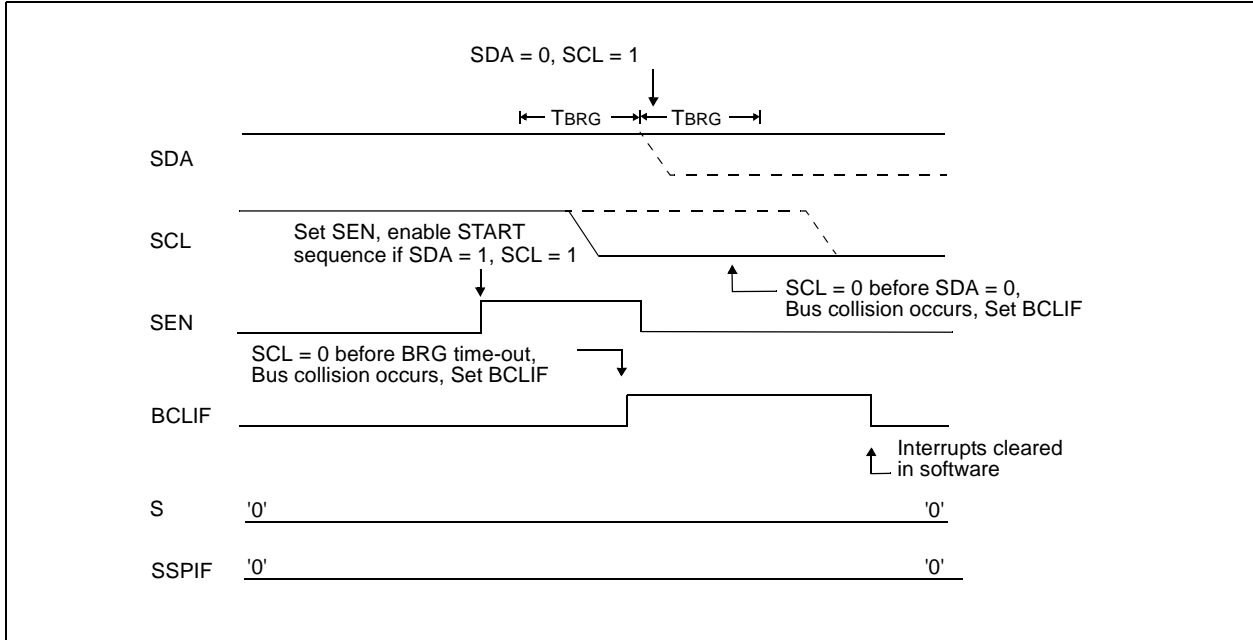 SDA = 0, SCL = 1
TBRG TBRG
SDA
SCL
Set SEN, enable START
sequence if SDA = 1, SCL = 1
SCL = 0 before SDA = 0,
Bus collision occurs, Set BCLIF
SEN
SCL = 0 before BRG time-out,
Bus collision occurs, Set BCLIF
BCLIF
Interrupts cleared
in software
S
'0' '0'
SSPIF
'0' '0'